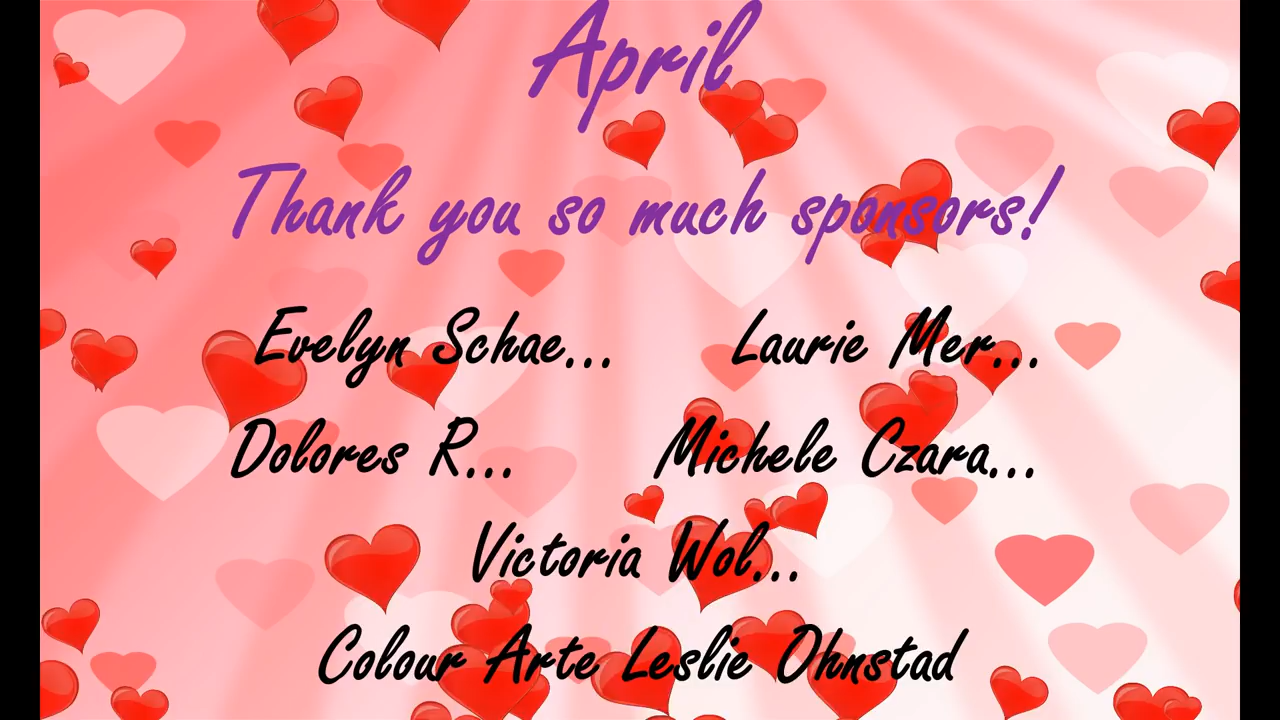 April
Thank you so much sponsors!
Evelyn Schae... Laurie Mer...
Dolores R... Michele Czara...
Victoria Wol...
Colour Arte Leslie Ohnstad